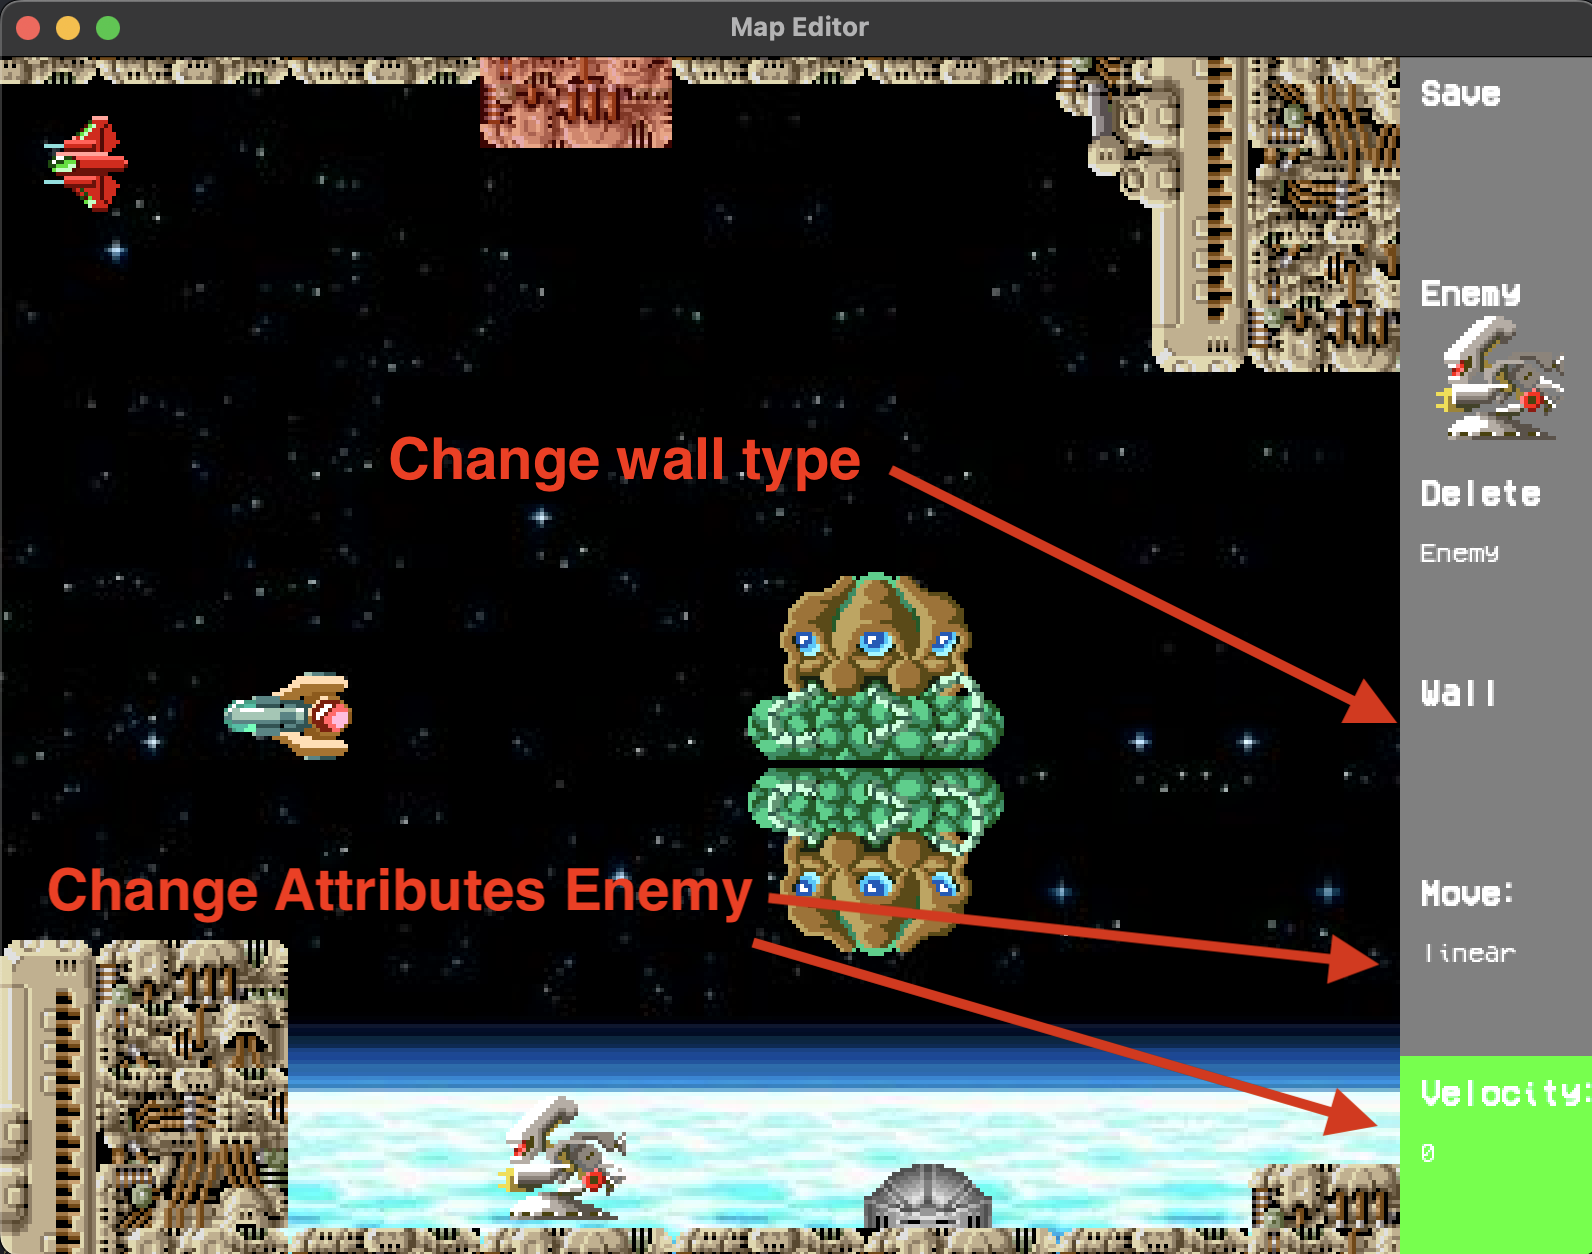 Map Editor
Save
Enemy
Change wall type
Delete
Enemy
Wall
Change Attributes Enemy
Move:
linear
Velocity:
0